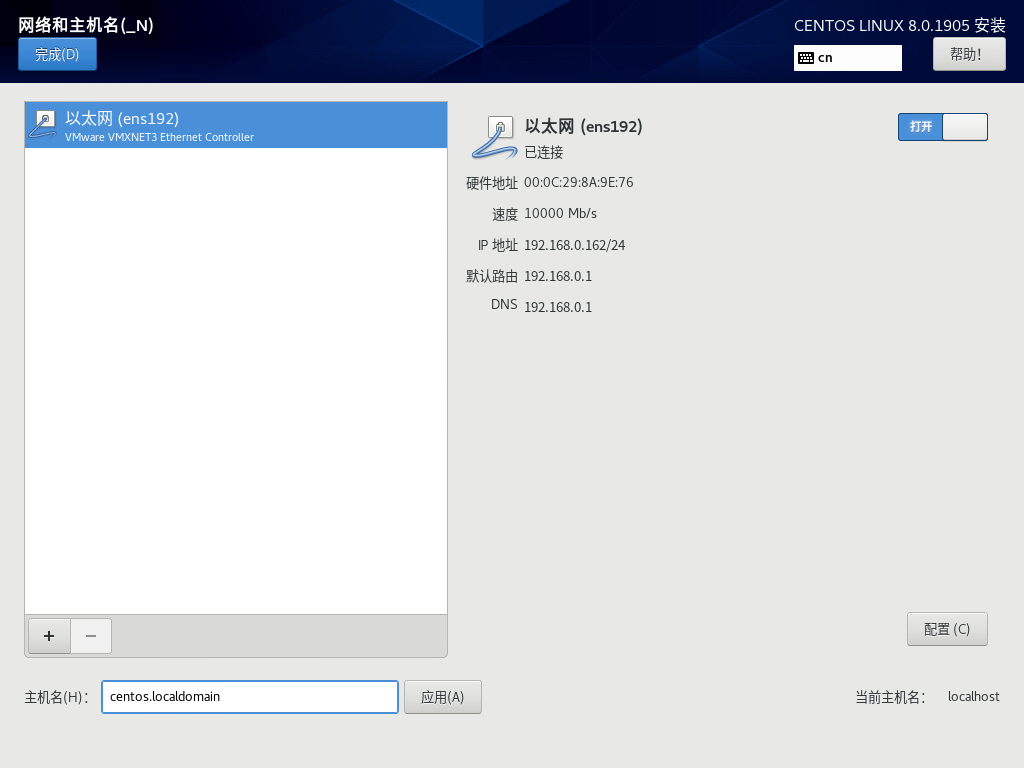 网络和主机名(_N)
CENTOS LINUX 8.0.1905 安装
完成(D)
cn
帮助！
以太网 (ens192)
VMware VMXNET3 Ethernet Controller
以太网 (ens192)
已连接
打开
硬件地址 00:0C:29:8A:9E:76
速度 10000 Mb/s
IP 地址 192.168.0.162/24
默认路由 192.168.0.1
DNS 192.168.0.1
+ −
配置 (C)
主机名(H)： centos.localdomain 应用(A)
当前主机名： localhost